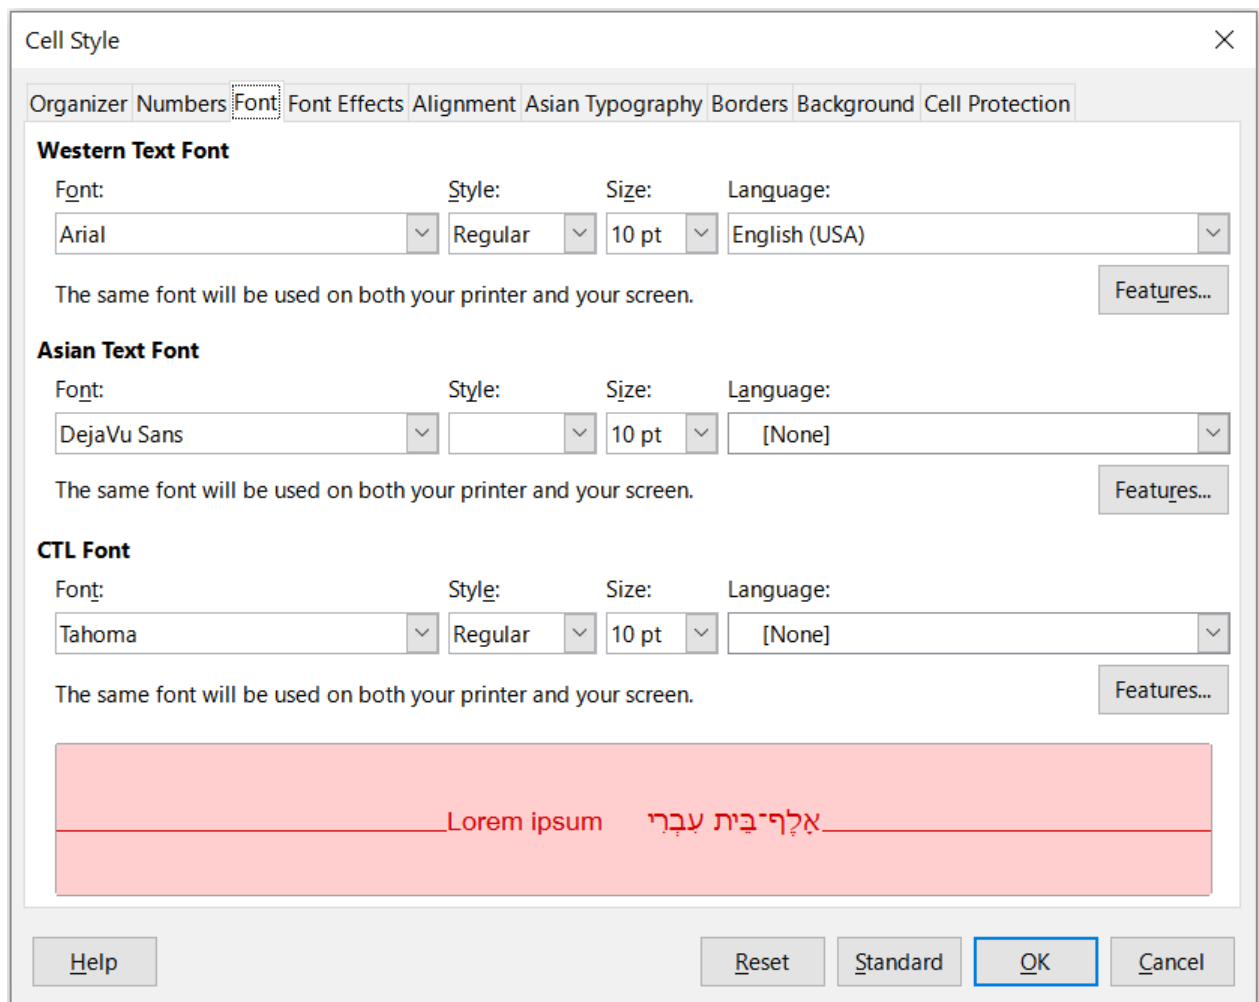 Cell Style
Organizer Numbers Font Font Effects Alignment Asian Typography Borders Background Cell Protection
Western Text Font
Font: Style: Size: Language:
Arial Regular 10 pt English (USA)
The same font will be used on both your printer and your screen. Features...
Asian Text Font
Font: Style: Size: Language:
DejaVu Sans 10 pt [None]
The same font will be used on both your printer and your screen. Features...
CTL Font
Font: Style: Size: Language:
Tahoma Regular 10 pt [None]
The same font will be used on both your printer and your screen. Features...
Lorem ipsum אָלֶף־בֵּית עִבְרִי
Help Reset Standard OK Cancel